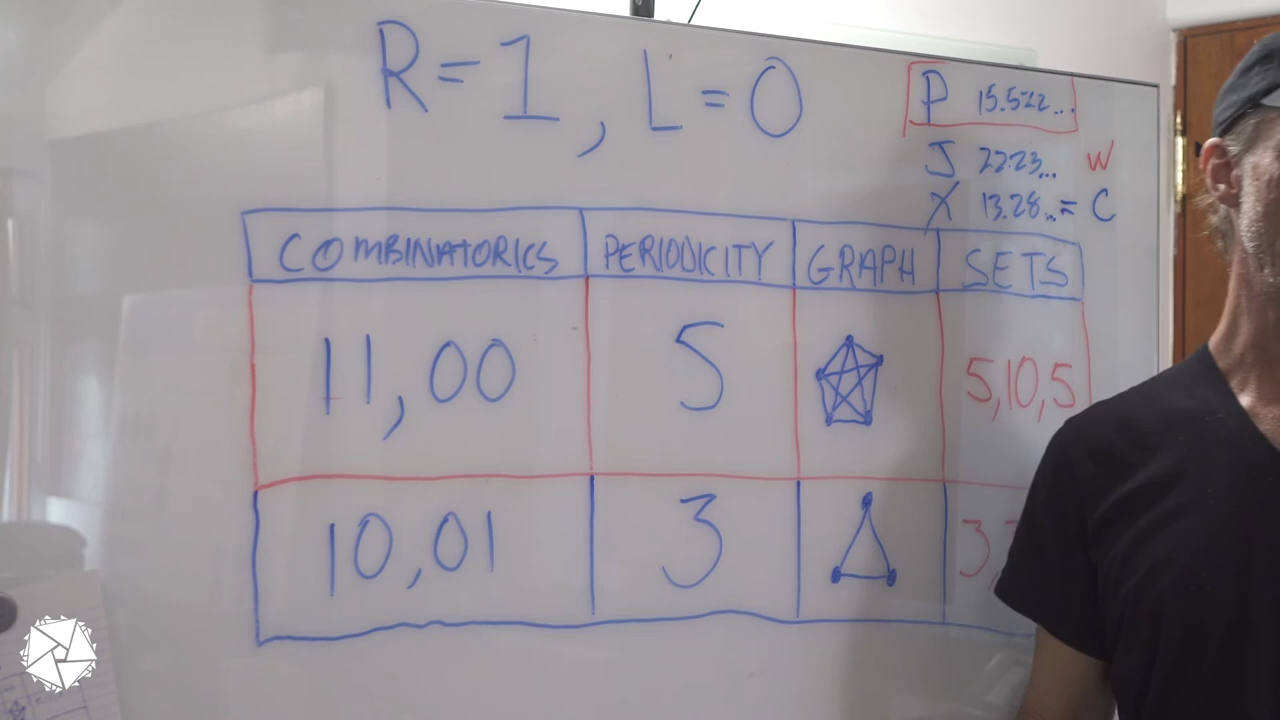 R=1, L=0
P 15.522...
J 22.23... W
X 13.28..= C
COMBINATORICS PERIODICITY GRAPH SETS
11,00 5 5,10,5
10,01 3 3,